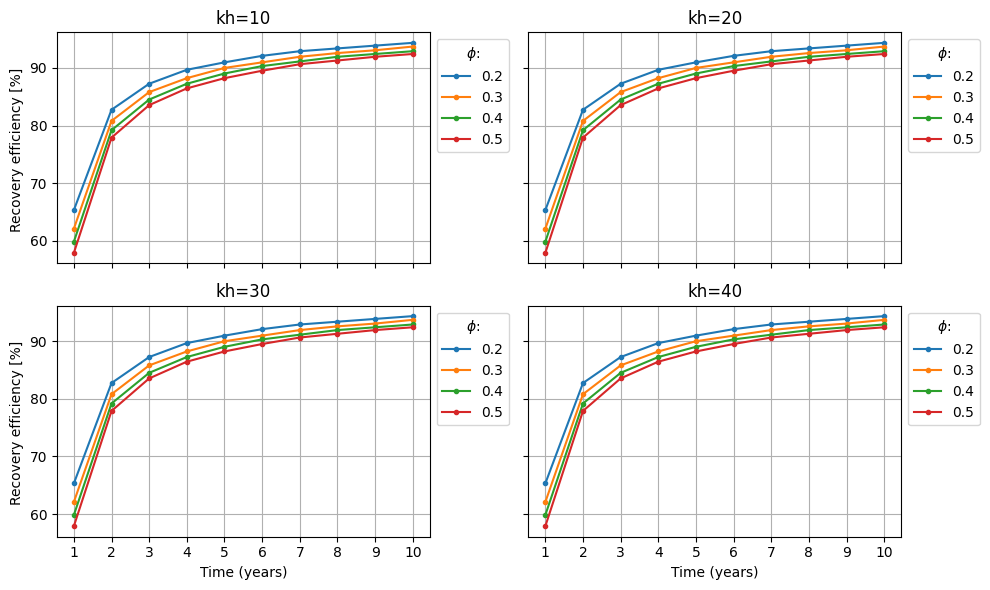 kh=10
Recovery efficiency [%]
90
80
70
60
ϕ:
0.2
0.3
0.4
0.5
kh=20
ϕ:
0.2
0.3
0.4
0.5
kh=30
Recovery efficiency [%]
90
80
70
60
1 2 3 4 5 6 7 8 9 10
Time (years)
ϕ:
0.2
0.3
0.4
0.5
kh=40
1 2 3 4 5 6 7 8 9 10
Time (years)
ϕ:
0.2
0.3
0.4
0.5